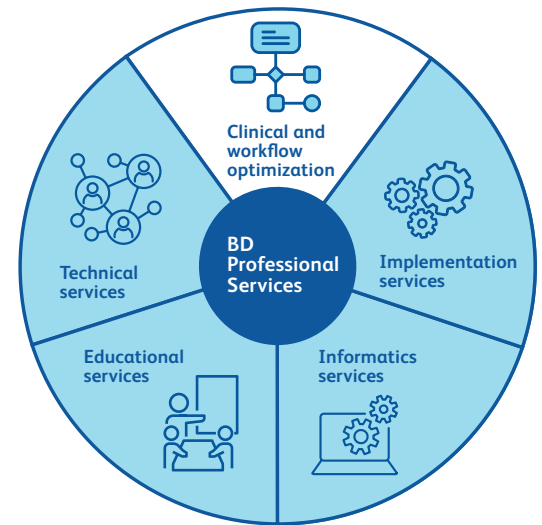 Clinical and
workflow
optimization
BD
Professional
Services
Implementation
services
Technical
services
Educational
services
Informatics
services